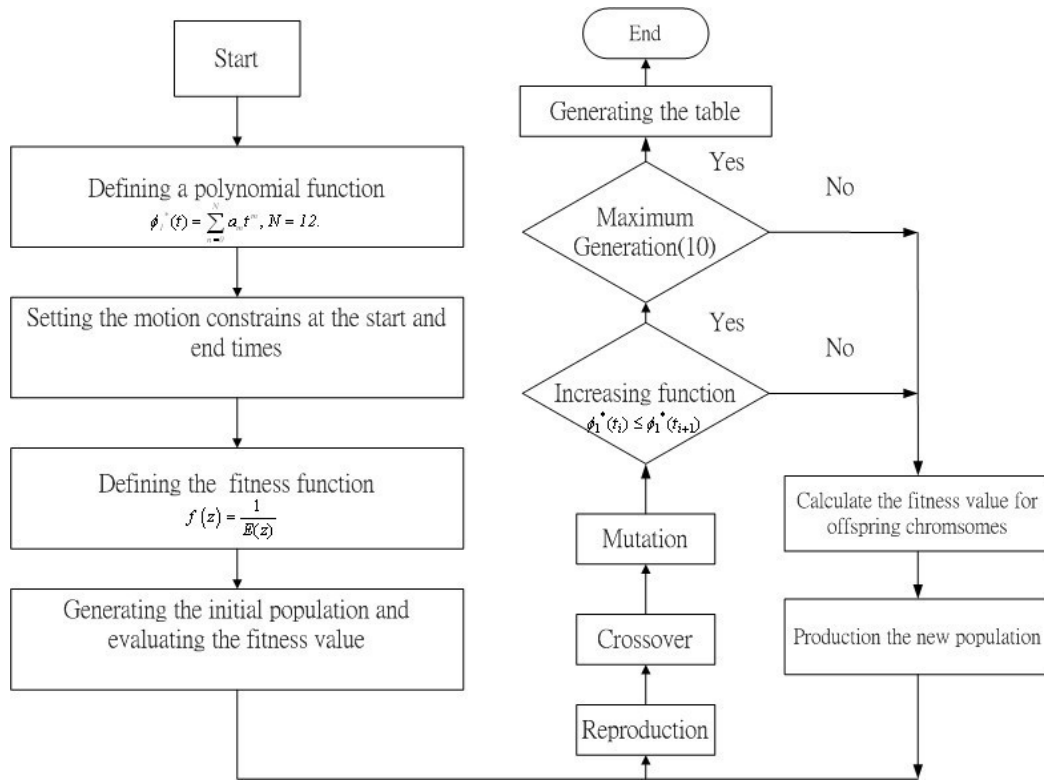 Start
Defining a polynomial function
ϕ₁*(t) = ∑ aₘtᵐ, N = 12.
Setting the motion constrains at the start and
end times
Defining the fitness function
f(z) = 1/E(z)
Generating the initial population and
evaluating the fitness value
End
Generating the table
Yes
No
Maximum
Generation(10)
Yes
No
Increasing function
ϕ₁*(tᵢ) ≤ ϕ₁*(tᵢ₊₁)
Mutation
Crossover
Reproduction
Calculate the fitness value for
offspring chromsomes
Production the new population